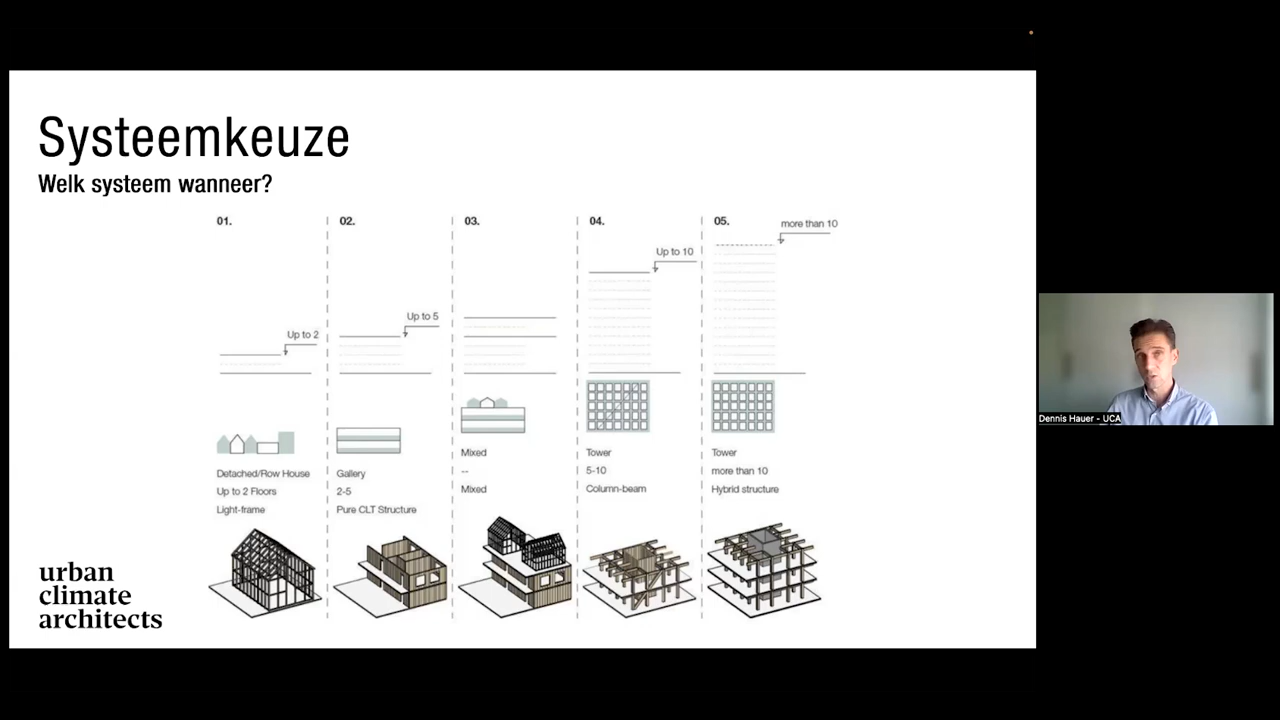 Systeemkeuze
Welk systeem wanneer?
01.
Up to 2
Detached/Row House
Up to 2 Floors
Light-frame
02.
Up to 5
Gallery
2-5
Pure CLT Structure
03.
Mixed
--
Mixed
04.
Up to 10
Tower
5-10
Column-beam
05.
more than 10
Tower
more than 10
Hybrid structure
urban
climate
architects
Dennis Hauer - UCA